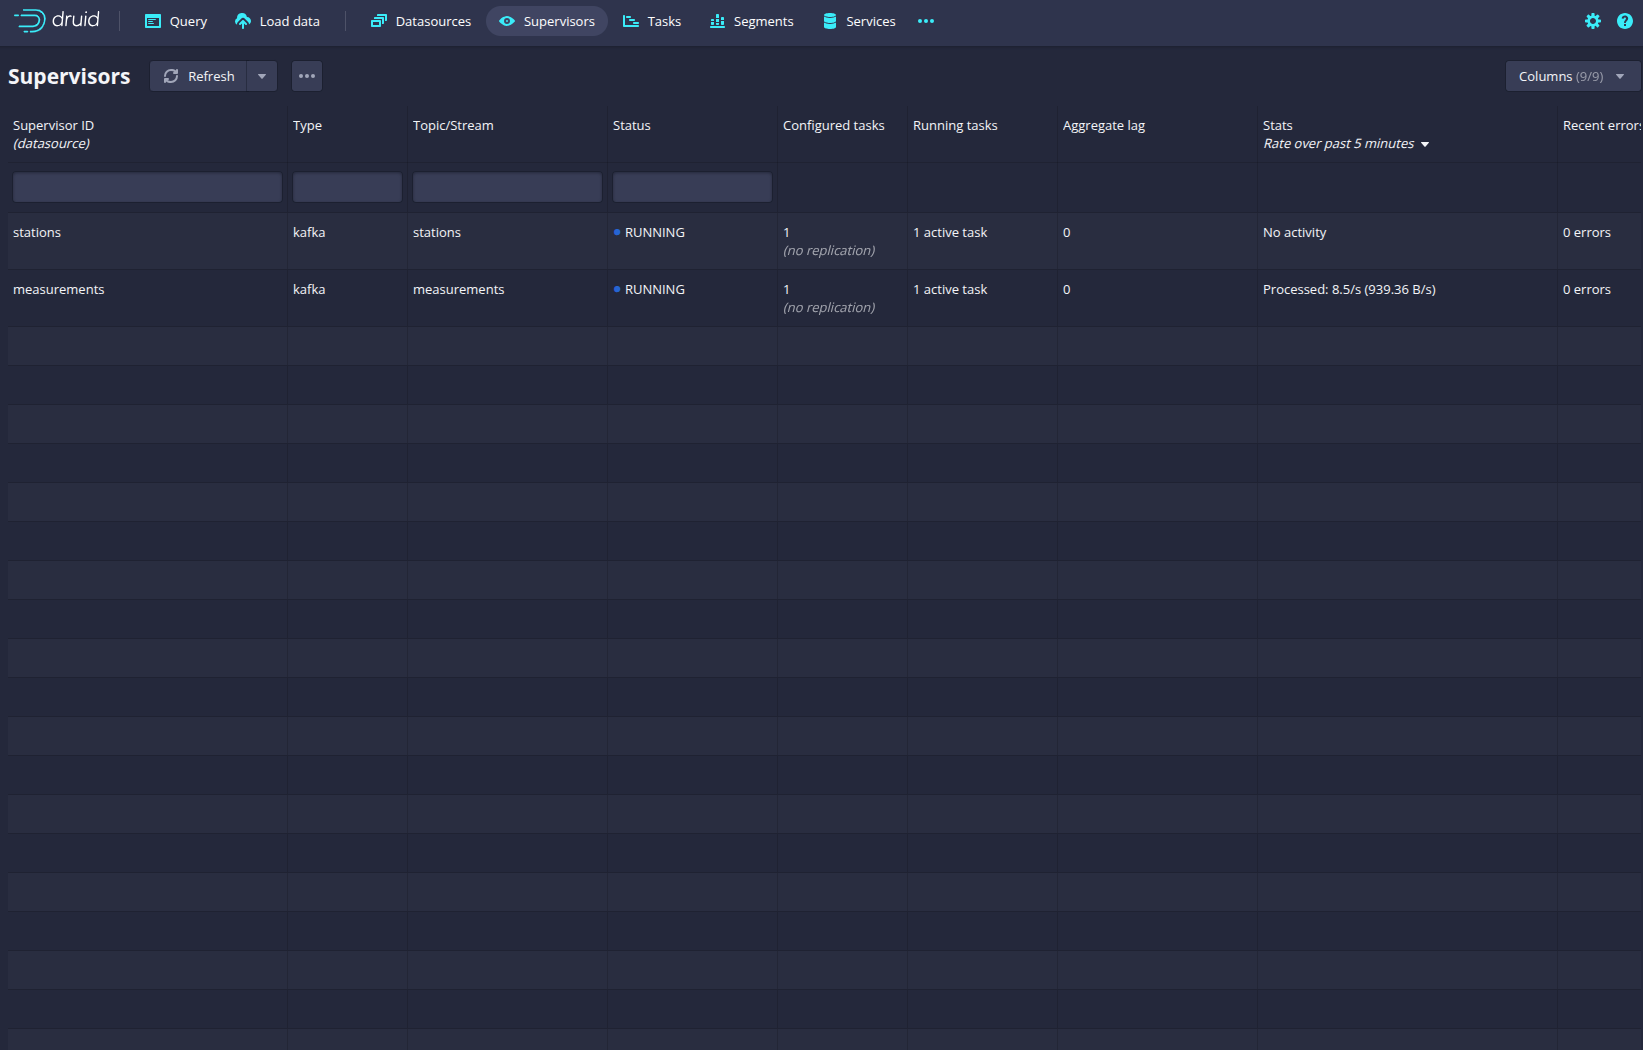 druid Query Load data Datasources Supervisors Tasks Segments Services
Supervisors Refresh Columns (9/9)
Supervisor ID Type Topic/Stream Status Configured tasks Running tasks Aggregate lag Stats Recent errors
(datasource) Rate over past 5 minutes
stations kafka stations RUNNING 1 1 active task 0 No activity 0 errors
(no replication)
measurements kafka measurements RUNNING 1 1 active task 0 Processed: 8.5/s (939.36 B/s) 0 errors
(no replication)